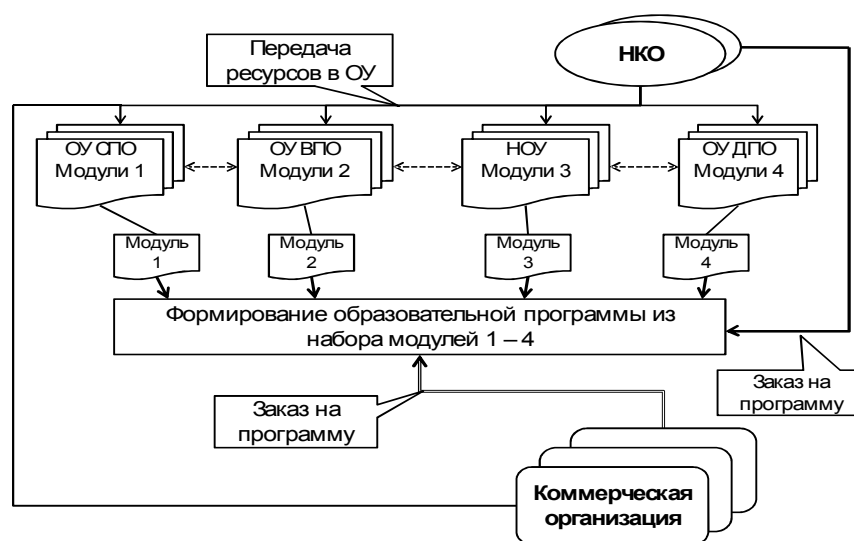 Передача
ресурсов в ОУ
НКО
ОУ СПО
Модули 1
ОУ ВПО
Модули 2
НОУ
Модули 3
ОУ ДПО
Модули 4
Модуль
1
Модуль
2
Модуль
3
Модуль
4
Формирование образовательной программы из
набора модулей 1 – 4
Заказ на
программу
Заказ на
программу
Коммерческая
организация